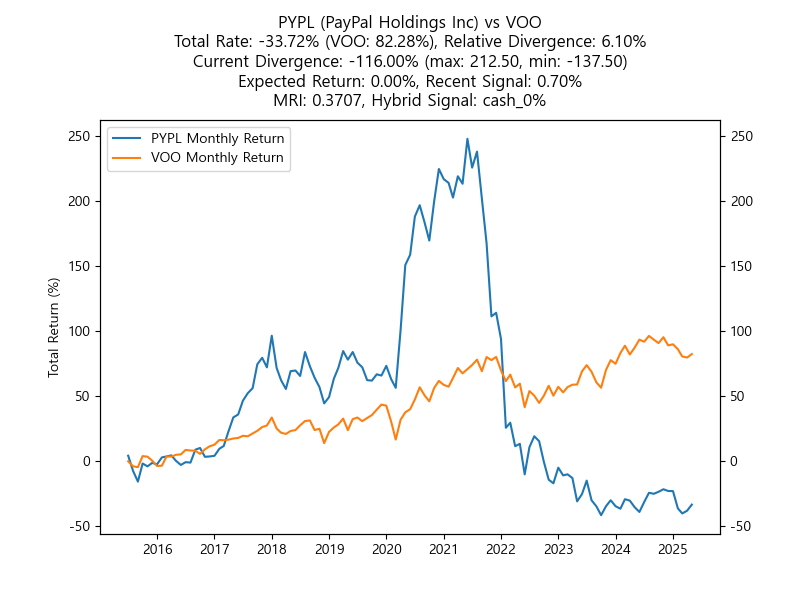 PYPL (PayPal Holdings Inc) vs VOO
Total Rate: -33.72% (VOO: 82.28%), Relative Divergence: 6.10%
Current Divergence: -116.00% (max: 212.50, min: -137.50)
Expected Return: 0.00%, Recent Signal: 0.70%
MRI: 0.3707, Hybrid Signal: cash_0%
PYPL Monthly Return
VOO Monthly Return
Total Return (%)
250
200
150
100
50
0
-50
250
200
150
100
50
0
-50
2016 2017 2018 2019 2020 2021 2022 2023 2024 2025